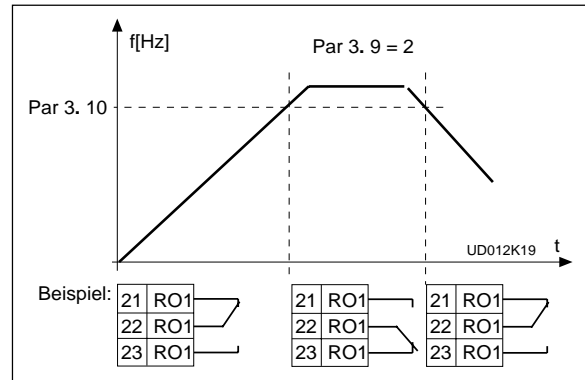 f[Hz]
Par 3. 9 = 2
Par 3. 10
t
UD012K19
Beispiel:
21 RO1
22 RO1
23 RO1
21 RO1
22 RO1
23 RO1
21 RO1
22 RO1
23 RO1